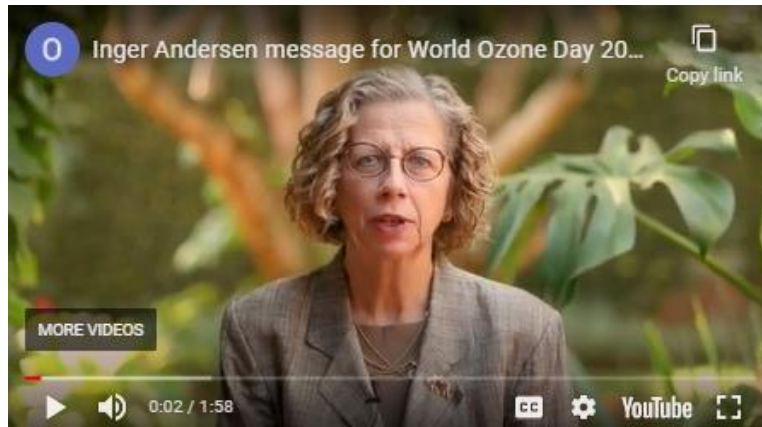 O
Inger Andersen message for World Ozone Day 20...
Copy link
MORE VIDEOS
0:02 / 1:58
CC
YouTube